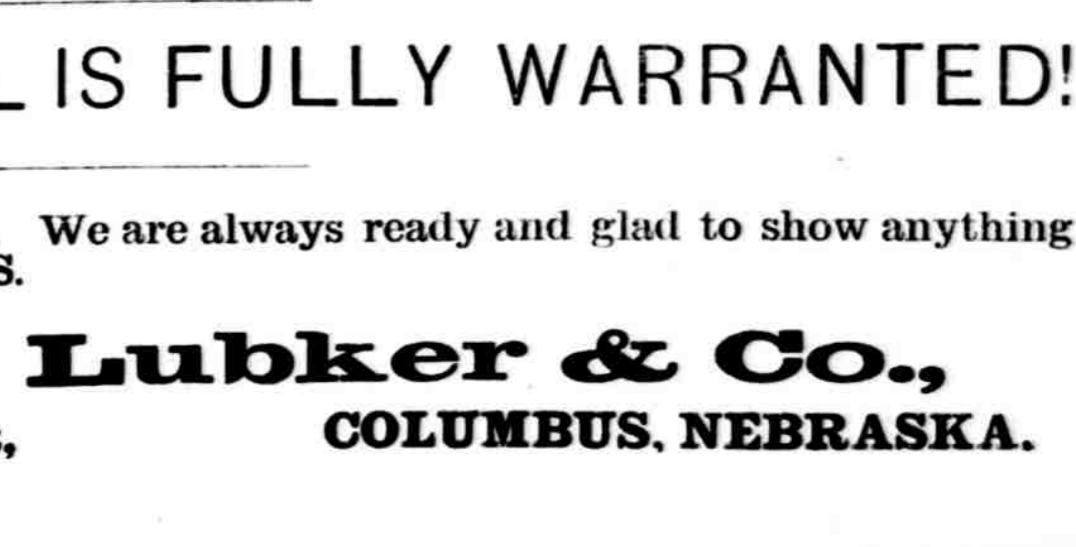 L IS FULLY WARRANTED!
We are always ready and glad to show anything
S.
Lubker & Co.,
COLUMBUS, NEBRASKA.